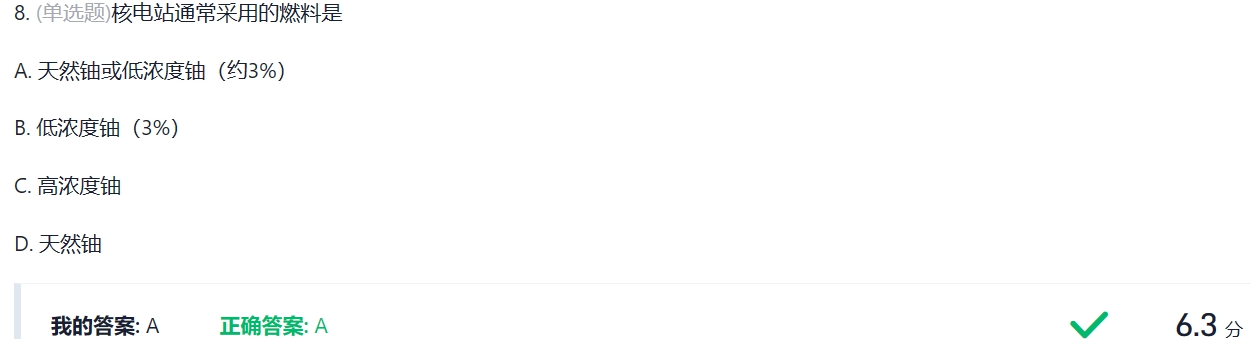 8. (单选题)核电站通常采用的燃料是
A. 天然铀或低浓度铀（约3%）
B. 低浓度铀（3%）
C. 高浓度铀
D. 天然铀
我的答案: A 正确答案: A 6.3 分